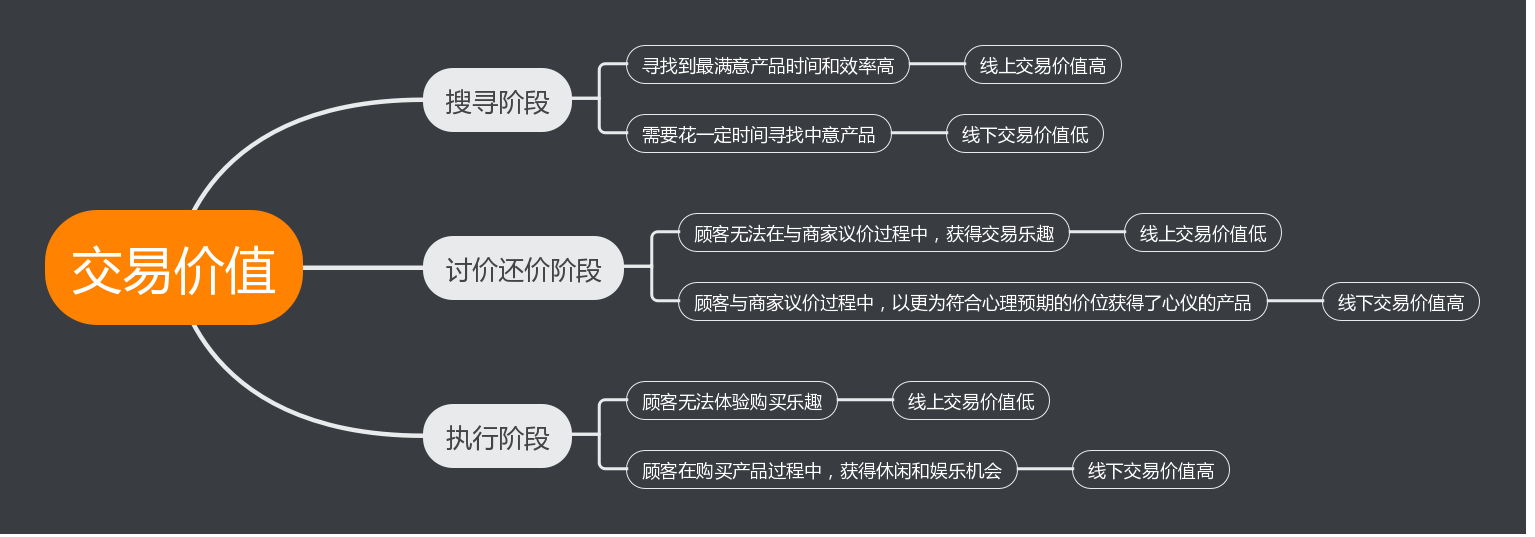 交易价值
搜寻阶段
寻找到最满意产品时间和效率高
线上交易价值高
需要花一定时间寻找中意产品
线下交易价值低
讨价还价阶段
顾客无法在与商家议价过程中，获得交易乐趣
线上交易价值低
顾客与商家议价过程中，以更为符合心理预期的价位获得了心仪的产品
线下交易价值高
执行阶段
顾客无法体验购买乐趣
线上交易价值低
顾客在购买产品过程中，获得休闲和娱乐机会
线下交易价值高